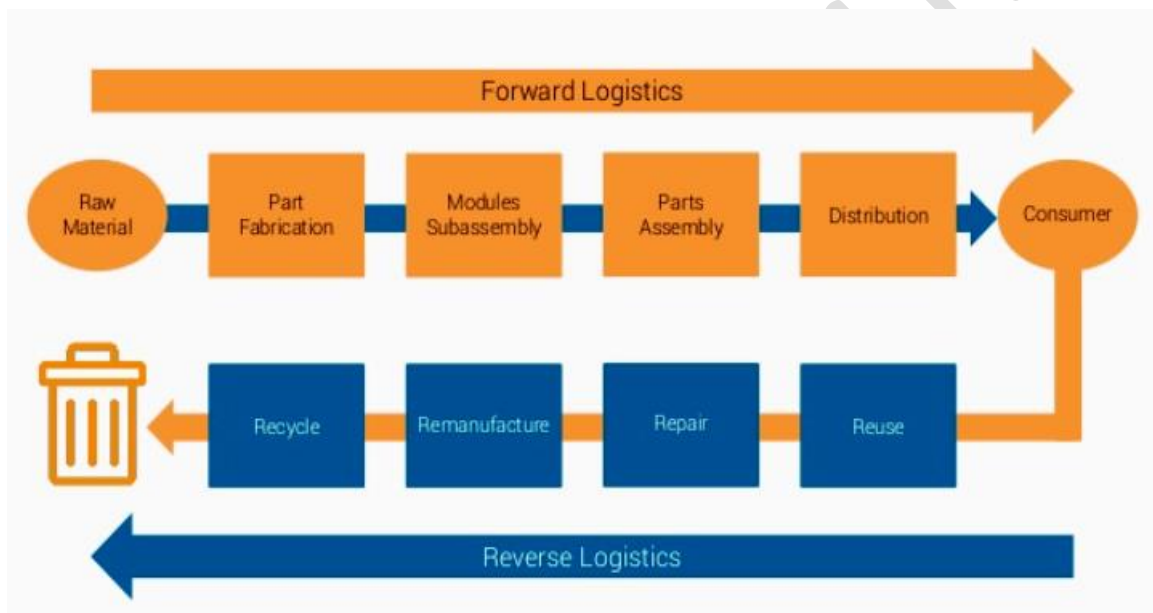 Forward Logistics
Raw
Material
Part
Fabrication
Modules
Subassembly
Parts
Assembly
Distribution
Consumer
Recycle
Remanufacture
Repair
Reuse
Reverse Logistics